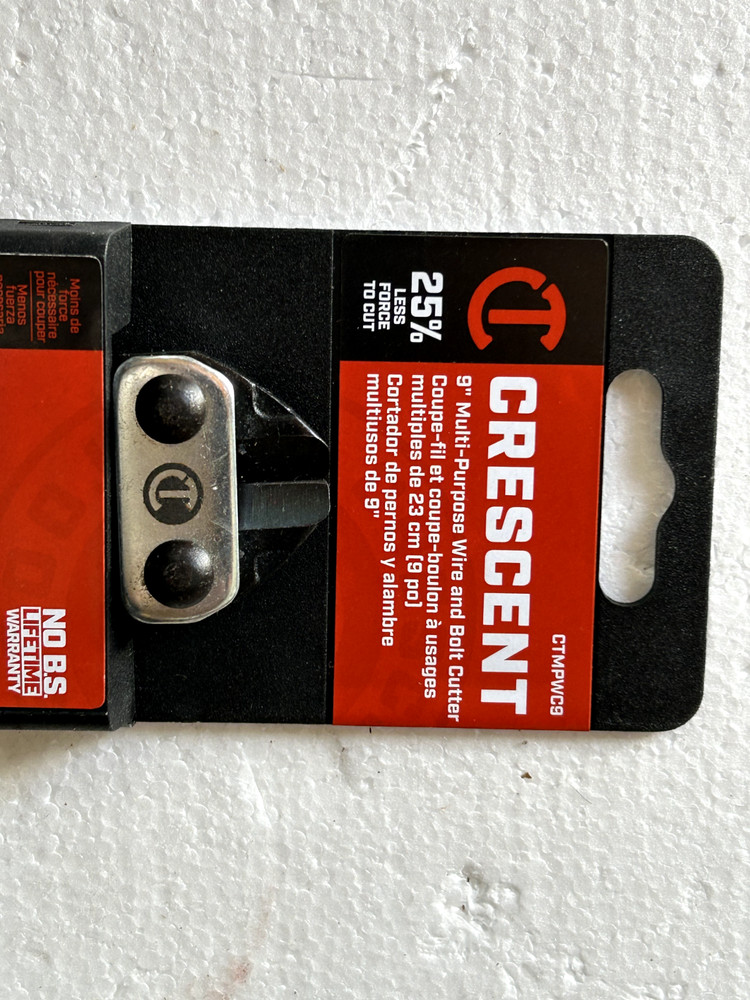 CTMPWC9
CRESCENT
25%
LESS
FORCE
TO CUT
9" Multi-Purpose Wire and Bolt Cutter
Coupe-fil et coupe-boulon à usages
multiples de 23 cm (9 po)
Cortador de pernos y alambre
multiusos de 9"
Moins de
force
nécessaire
pour couper
Menos
fuerza
NO B.S.
LIFETIME
WARRANTY